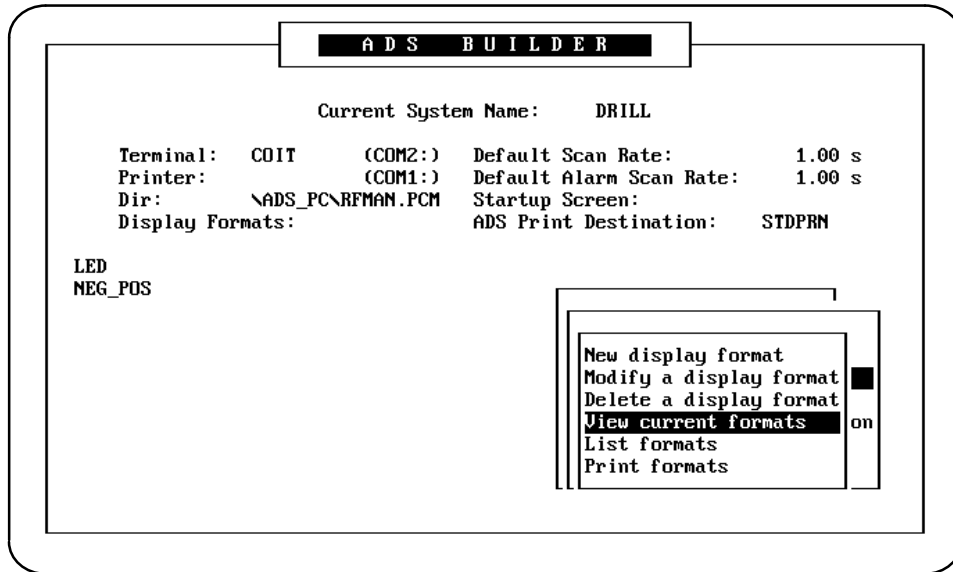 ADS BUILDER
Current System Name: DRILL
Terminal: COIT (COM2:) Default Scan Rate: 1.00 s
Printer: (COM1:) Default Alarm Scan Rate: 1.00 s
Dir: \ADS_PC\RFMAN.PCM Startup Screen:
Display Formats: ADS Print Destination: STDPRN
LED
NEG_POS
New display format
Modify a display format
Delete a display format
View current formats on
List formats
Print formats